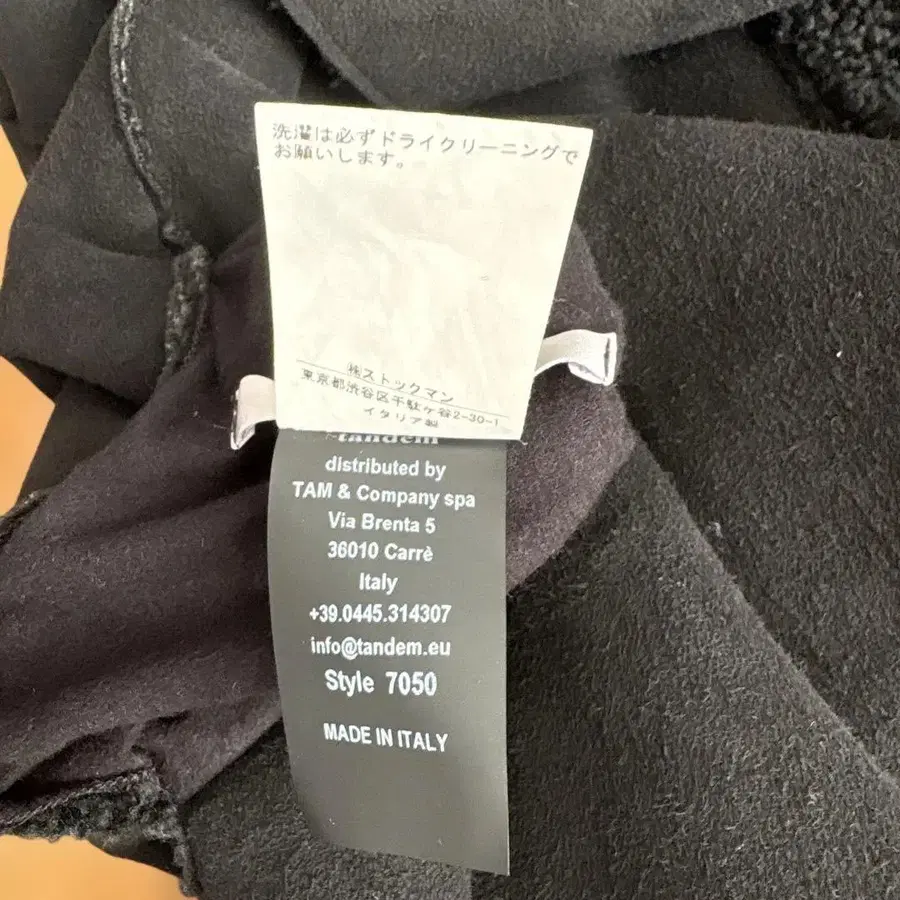 洗濯は必ずドライクリーニングで
お願いします。
㈱ストックマン
東京都渋谷区千駄ヶ谷2-30-1
イタリア製
tandem
distributed by
TAM & Company spa
Via Brenta 5
36010 Carrè
Italy
+39.0445.314307
info@tandem.eu
Style 7050
MADE IN ITALY